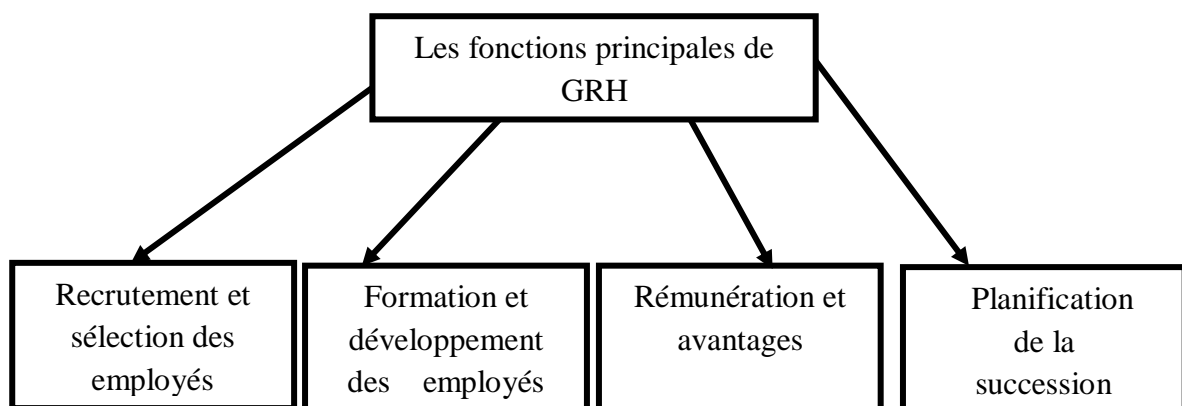 Les fonctions principales de
GRH
Recrutement et
sélection des
employés
Formation et
développement
des employés
Rémunération et
avantages
Planification
de la
succession